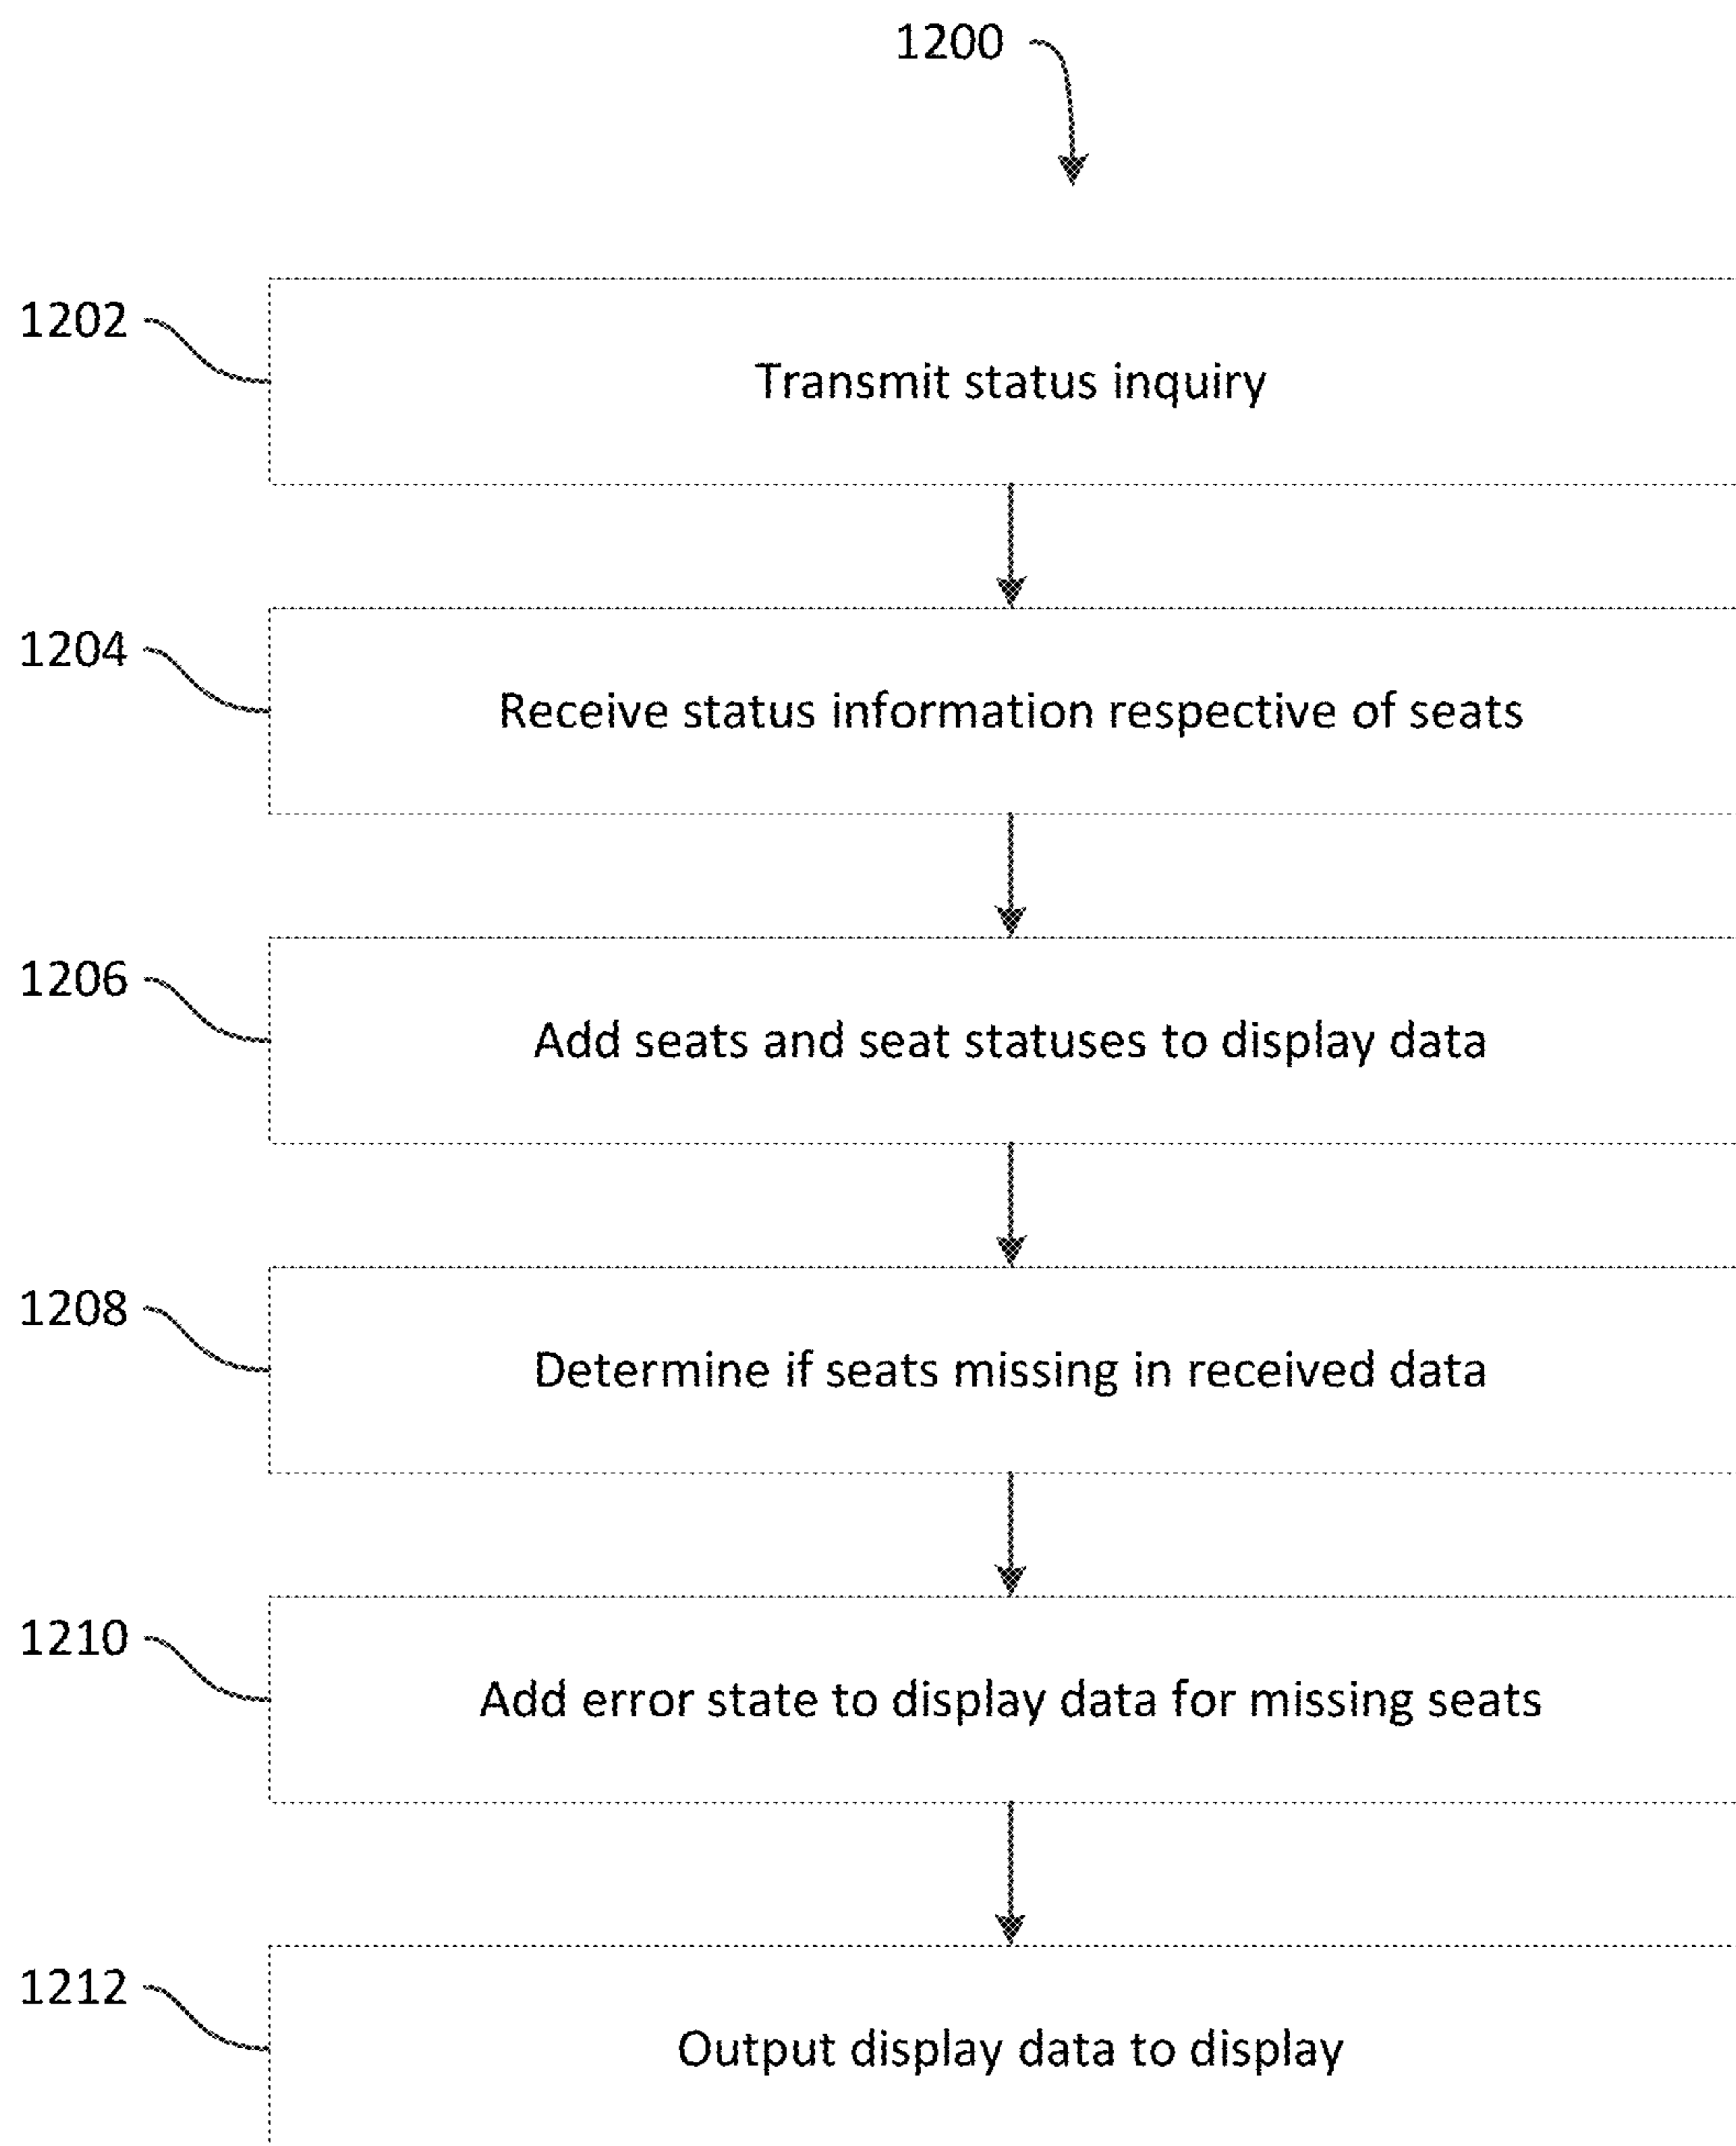 1200
1202
Transmit status inquiry
1204
Receive status information respective of seats
1206
Add seats and seat statuses to display data
1208
Determine if seats missing in received data
1210
Add error state to display data for missing seats
1212
Output display data to display